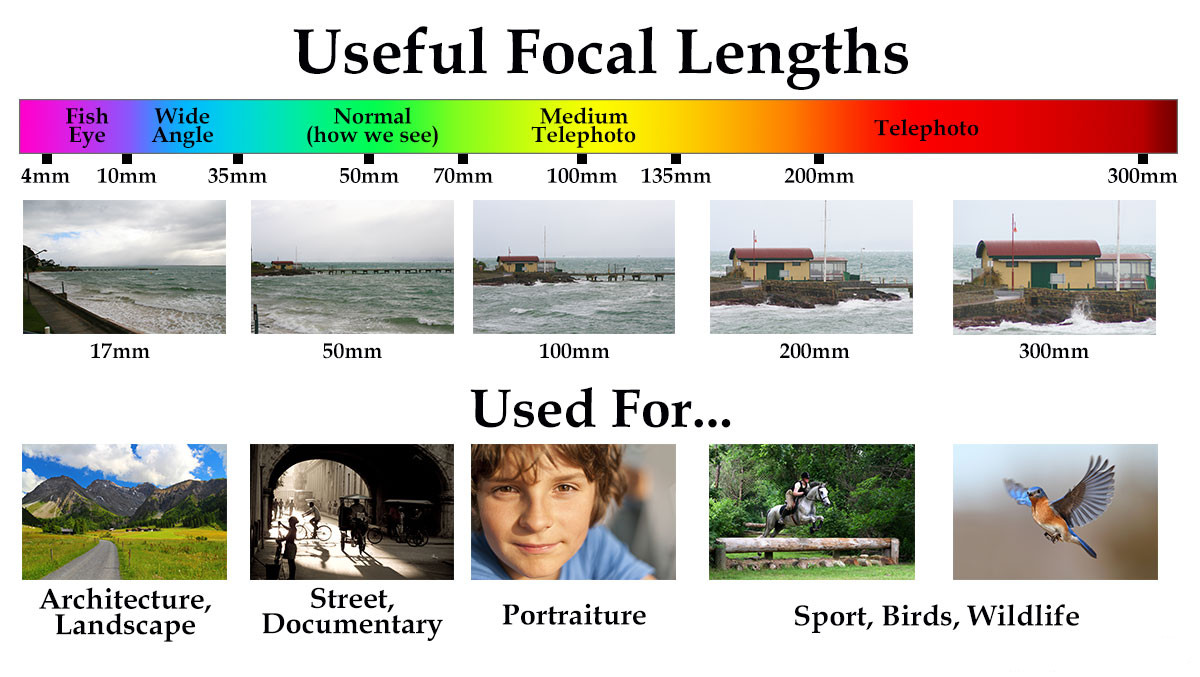 Useful Focal Lengths
Fish
Eye
Wide
Angle
Normal
(how we see)
Medium
Telephoto
Telephoto
4mm 10mm 35mm 50mm 70mm 100mm 135mm 200mm 300mm
17mm 50mm 100mm 200mm 300mm
Used For...
Architecture,
Landscape
Street,
Documentary
Portraiture
Sport, Birds, Wildlife